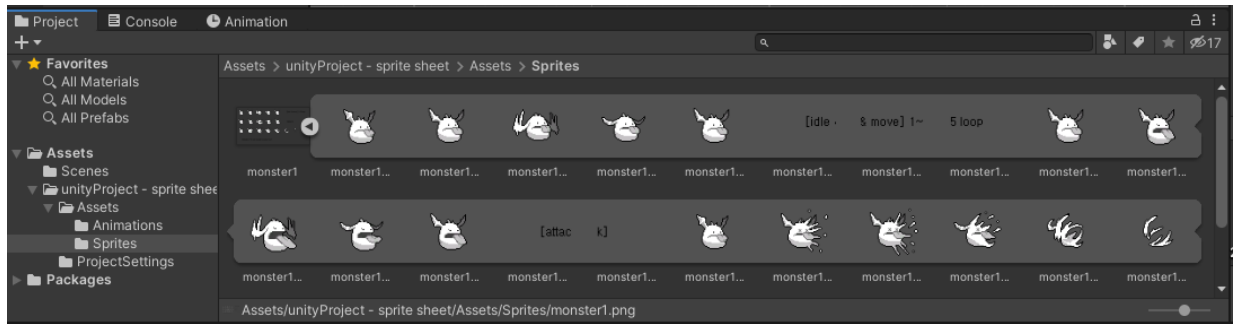 Project Console Animation
17
Favorites
All Materials
All Models
All Prefabs
Assets
Scenes
unityProject - sprite shee
Assets
Animations
Sprites
ProjectSettings
Packages
Assets > unityProject - sprite sheet > Assets > Sprites
[idle & move] 1~ 5 loop
monster1 monster1... monster1... monster1... monster1... monster1... monster1... monster1... monster1... monster1... monster1...
[attac k]
monster1... monster1... monster1... monster1... monster1... monster1... monster1... monster1... monster1... monster1... monster1...
Assets/unityProject - sprite sheet/Assets/Sprites/monster1.png